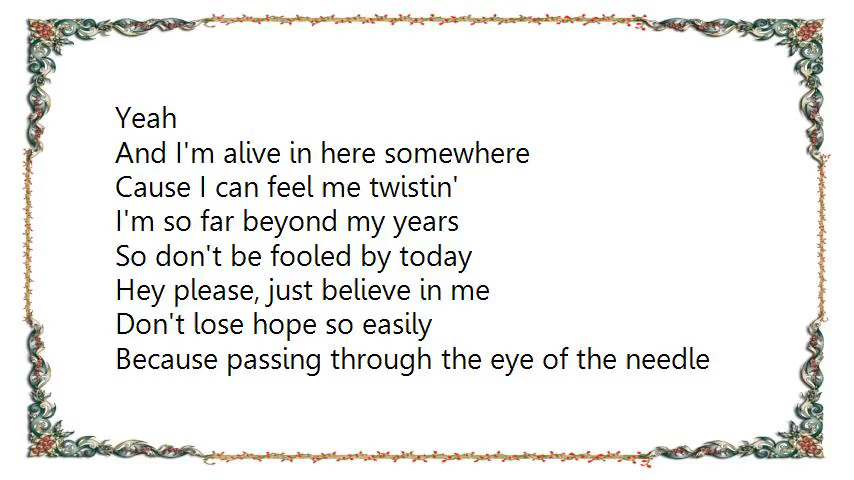 Yeah
And I'm alive in here somewhere
Cause I can feel me twistin'
I'm so far beyond my years
So don't be fooled by today
Hey please, just believe in me
Don't lose hope so easily
Because passing through the eye of the needle